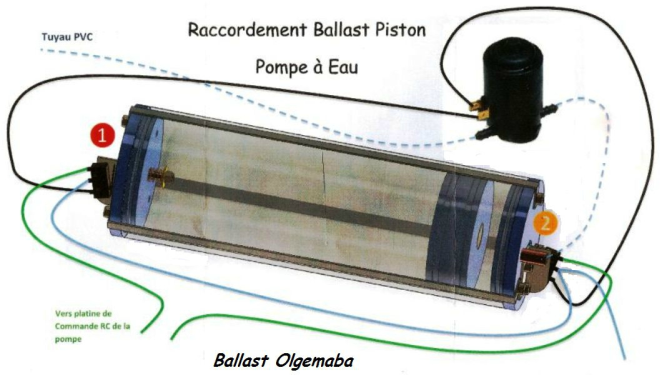 Raccordement Ballast Piston
Pompe à Eau
Tuyau PVC
1
2
Vers platine de
Commande RC de la
pompe
Ballast Olgemaba